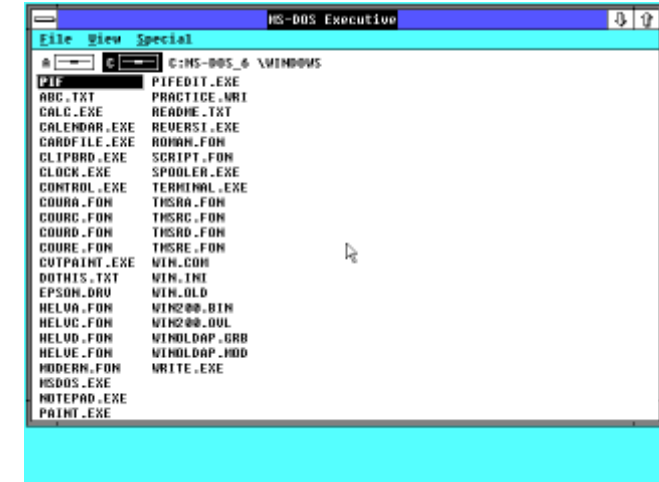 MS-DOS Executive
File View Special
A C C:MS-DOS_6 \WINDOWS
PIF PIFEDIT.EXE
ABC.TXT PRACTICE.WRI
CALC.EXE README.TXT
CALENDAR.EXE REVERSI.EXE
CARDFILE.EXE ROMAN.FON
CLIPBRD.EXE SCRIPT.FON
CLOCK.EXE SPOOLER.EXE
CONTROL.EXE TERMINAL.EXE
COURA.FON TMSRA.FON
COURC.FON TMSRC.FON
COURD.FON TMSRD.FON
COURE.FON TMSRE.FON
CVTPAINT.EXE WIN.COM
DOTHIS.TXT WIN.INI
EPSON.DRV WIN.OLD
HELVA.FON WIN200.BIN
HELVC.FON WIN200.OVL
HELVD.FON WINOLDAP.GRB
HELVE.FON WINOLDAP.MOD
MODERN.FON WRITE.EXE
MSDOS.EXE
NOTEPAD.EXE
PAINT.EXE